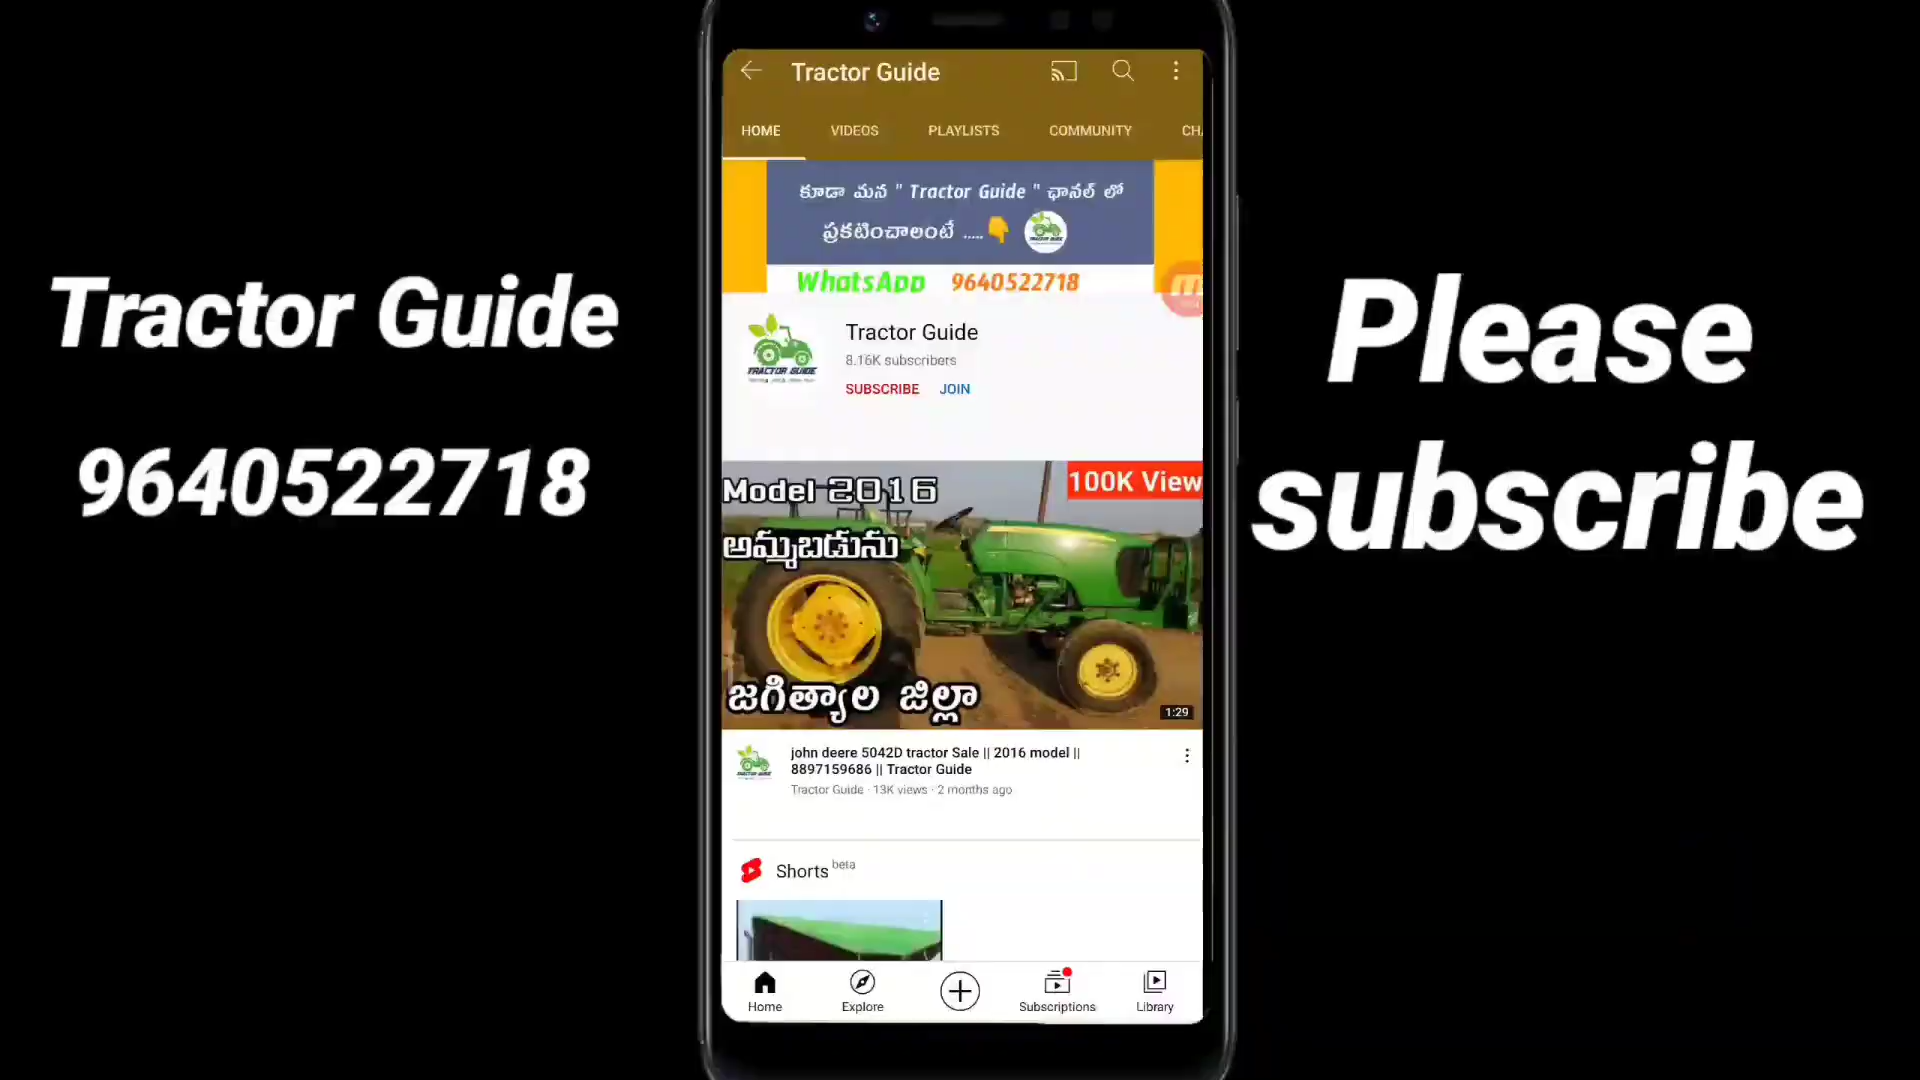 Tractor Guide
9640522718
Please
subscribe
Tractor Guide
HOME VIDEOS PLAYLISTS COMMUNITY CH
కూడా మన " Tractor Guide " ఛానల్ లో
ప్రకటించాలంటే .....👇
WhatsApp 9640522718
Tractor Guide
8.16K subscribers
SUBSCRIBE JOIN
TRACTOR GUIDE
Model 2016
100K View
అమ్మబడును
జగిత్యాల జిల్లా
1:29
john deere 5042D tractor Sale || 2016 model ||
8897159686 || Tractor Guide
Tractor Guide · 13K views · 2 months ago
Shorts beta
Home Explore Subscriptions Library